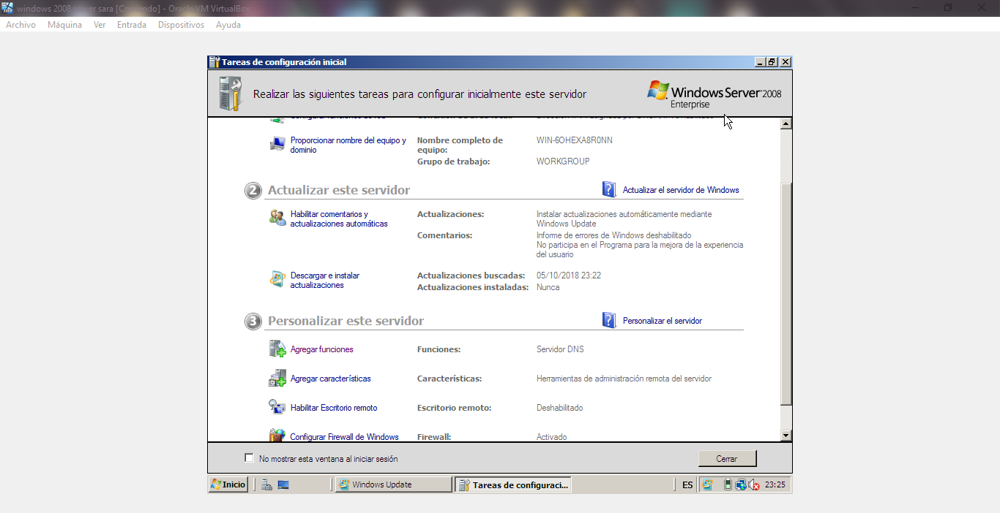 windows 2008 server sara [Corriendo] - Oracle VM VirtualBox
Archivo Máquina Ver Entrada Dispositivos Ayuda
Tareas de configuración inicial
Realizar las siguientes tareas para configurar inicialmente este servidor
Windows Server 2008
Enterprise
Proporcionar nombre del equipo y
dominio
Nombre completo de
equipo:
WIN-6OHEXA8R0NN
Grupo de trabajo:
WORKGROUP
2 Actualizar este servidor
Actualizar el servidor de Windows
Habilitar comentarios y
actualizaciones automáticas
Actualizaciones:
Instalar actualizaciones automáticamente mediante
Windows Update
Comentarios:
Informe de errores de Windows deshabilitado
No participa en el Programa para la mejora de la experiencia
del usuario
Descargar e instalar
actualizaciones
Actualizaciones buscadas:
05/10/2018 23:22
Actualizaciones instaladas:
Nunca
3 Personalizar este servidor
Personalizar el servidor
Agregar funciones
Funciones:
Servidor DNS
Agregar características
Características:
Herramientas de administración remota del servidor
Habilitar Escritorio remoto
Escritorio remoto:
Deshabilitado
Configurar Firewall de Windows
Firewall:
Activado
No mostrar esta ventana al iniciar sesión
Cerrar
Inicio
Windows Update
Tareas de configuraci...
ES
23:25